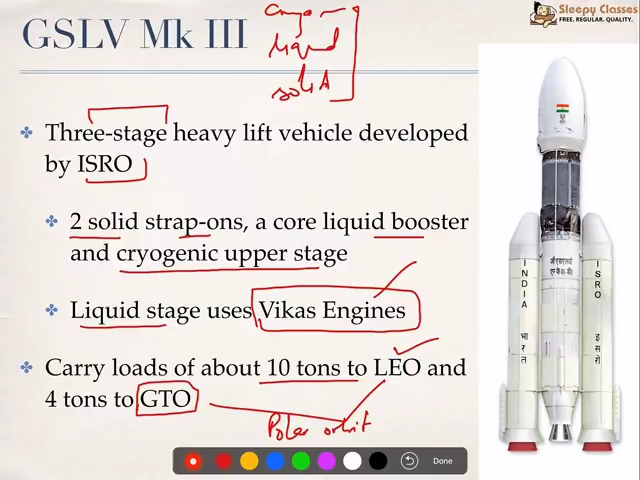 GSLV Mk III
cryo
liquid
solid
Sleepy Classes
FREE. REGULAR. QUALITY.
Three-stage heavy lift vehicle developed
by ISRO
2 solid strap-ons, a core liquid booster
and cryogenic upper stage
Liquid stage uses Vikas Engines
Carry loads of about 10 tons to LEO and
4 tons to GTO
Polar orbit
INDIA
भारत
ISRO
इसरो
Done